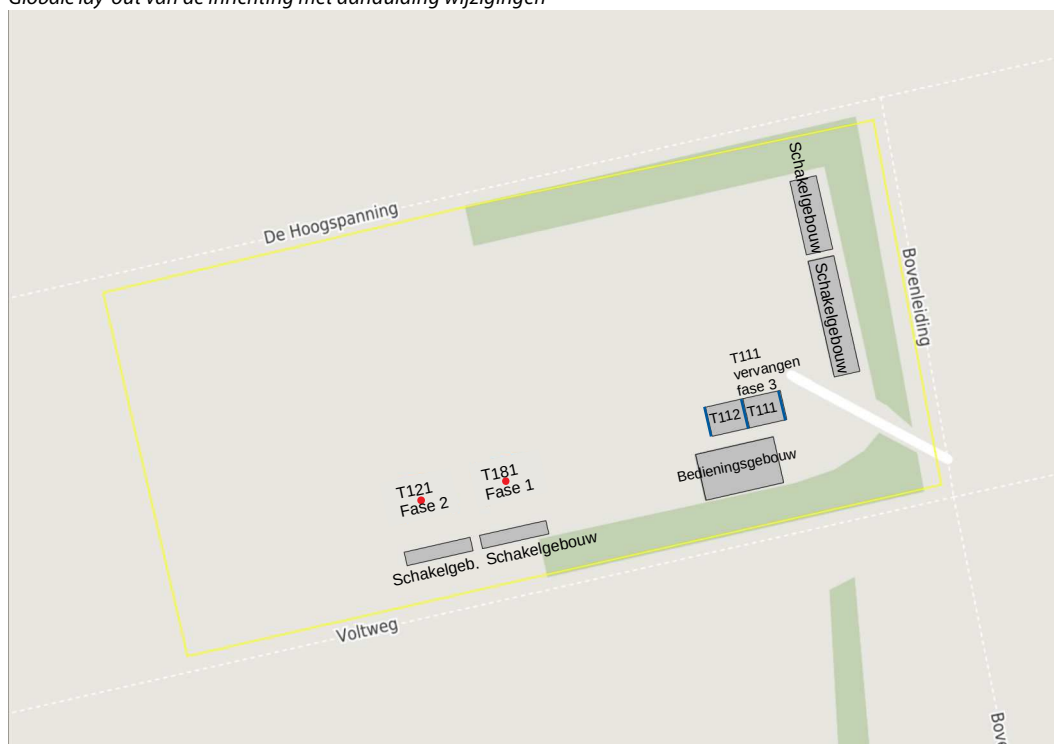 Globale lay-out van de inrichting met aanduiding wijzigingen
De Hoogspanning
Schakelgebouw
Bovenleiding
Schakelgebouw
T111
vervangen
fase 3
T112
T111
Bedieningsgebouw
T181
Fase 1
T121
Fase 2
Schakelgebouw
Schakelgeb.
Voltweg
Bove